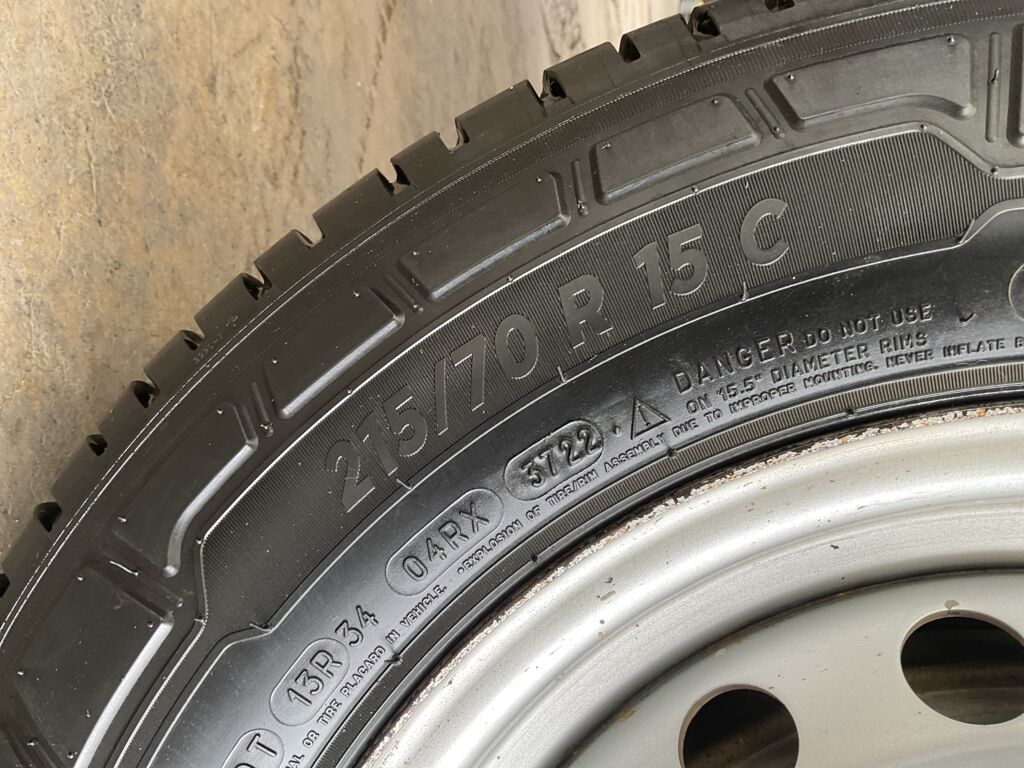 215/70 R 15 C
DOT 13R 34 04RX 3722
DANGER DO NOT USE
ON 15.5" DIAMETER RIMS
NEVER INFLATE
OR TIRE PLACARD IN VEHICLE. •EXPLOSION OF TIRE/RIM ASSEMBLY DUE TO IMPROPER MOUNTING.